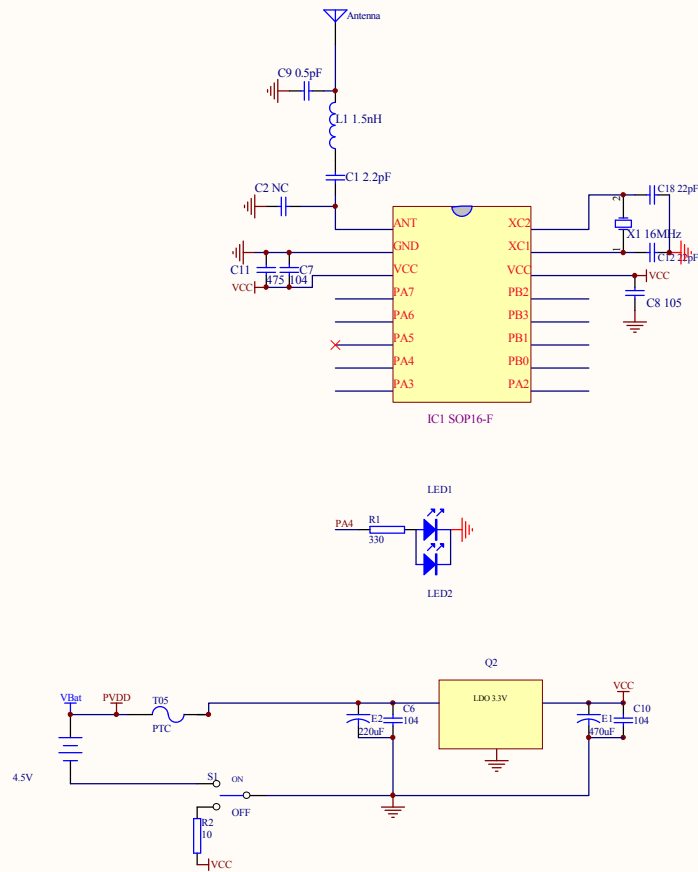 Antenna
C9 0.5pF
L1 1.5nH
C1 2.2pF
C2 NC
C18 22pF
2
X1 16MHz
1
C12 22pF
ANT
XC2
GND
XC1
VCC
VCC
VCC
C11
C7
475
104
VCC
PA7
PB2
C8 105
PA6
PB3
PA5
PB1
PA4
PB0
PA3
PA2
IC1 SOP16-F
LED1
PA4
R1
330
LED2
Q2
VBat
PVDD
T05
PTC
E2
220uF
C6
104
LDO 3.3V
VCC
E1
470uF
C10
104
4.5V
S1
ON
OFF
R2
10
VCC